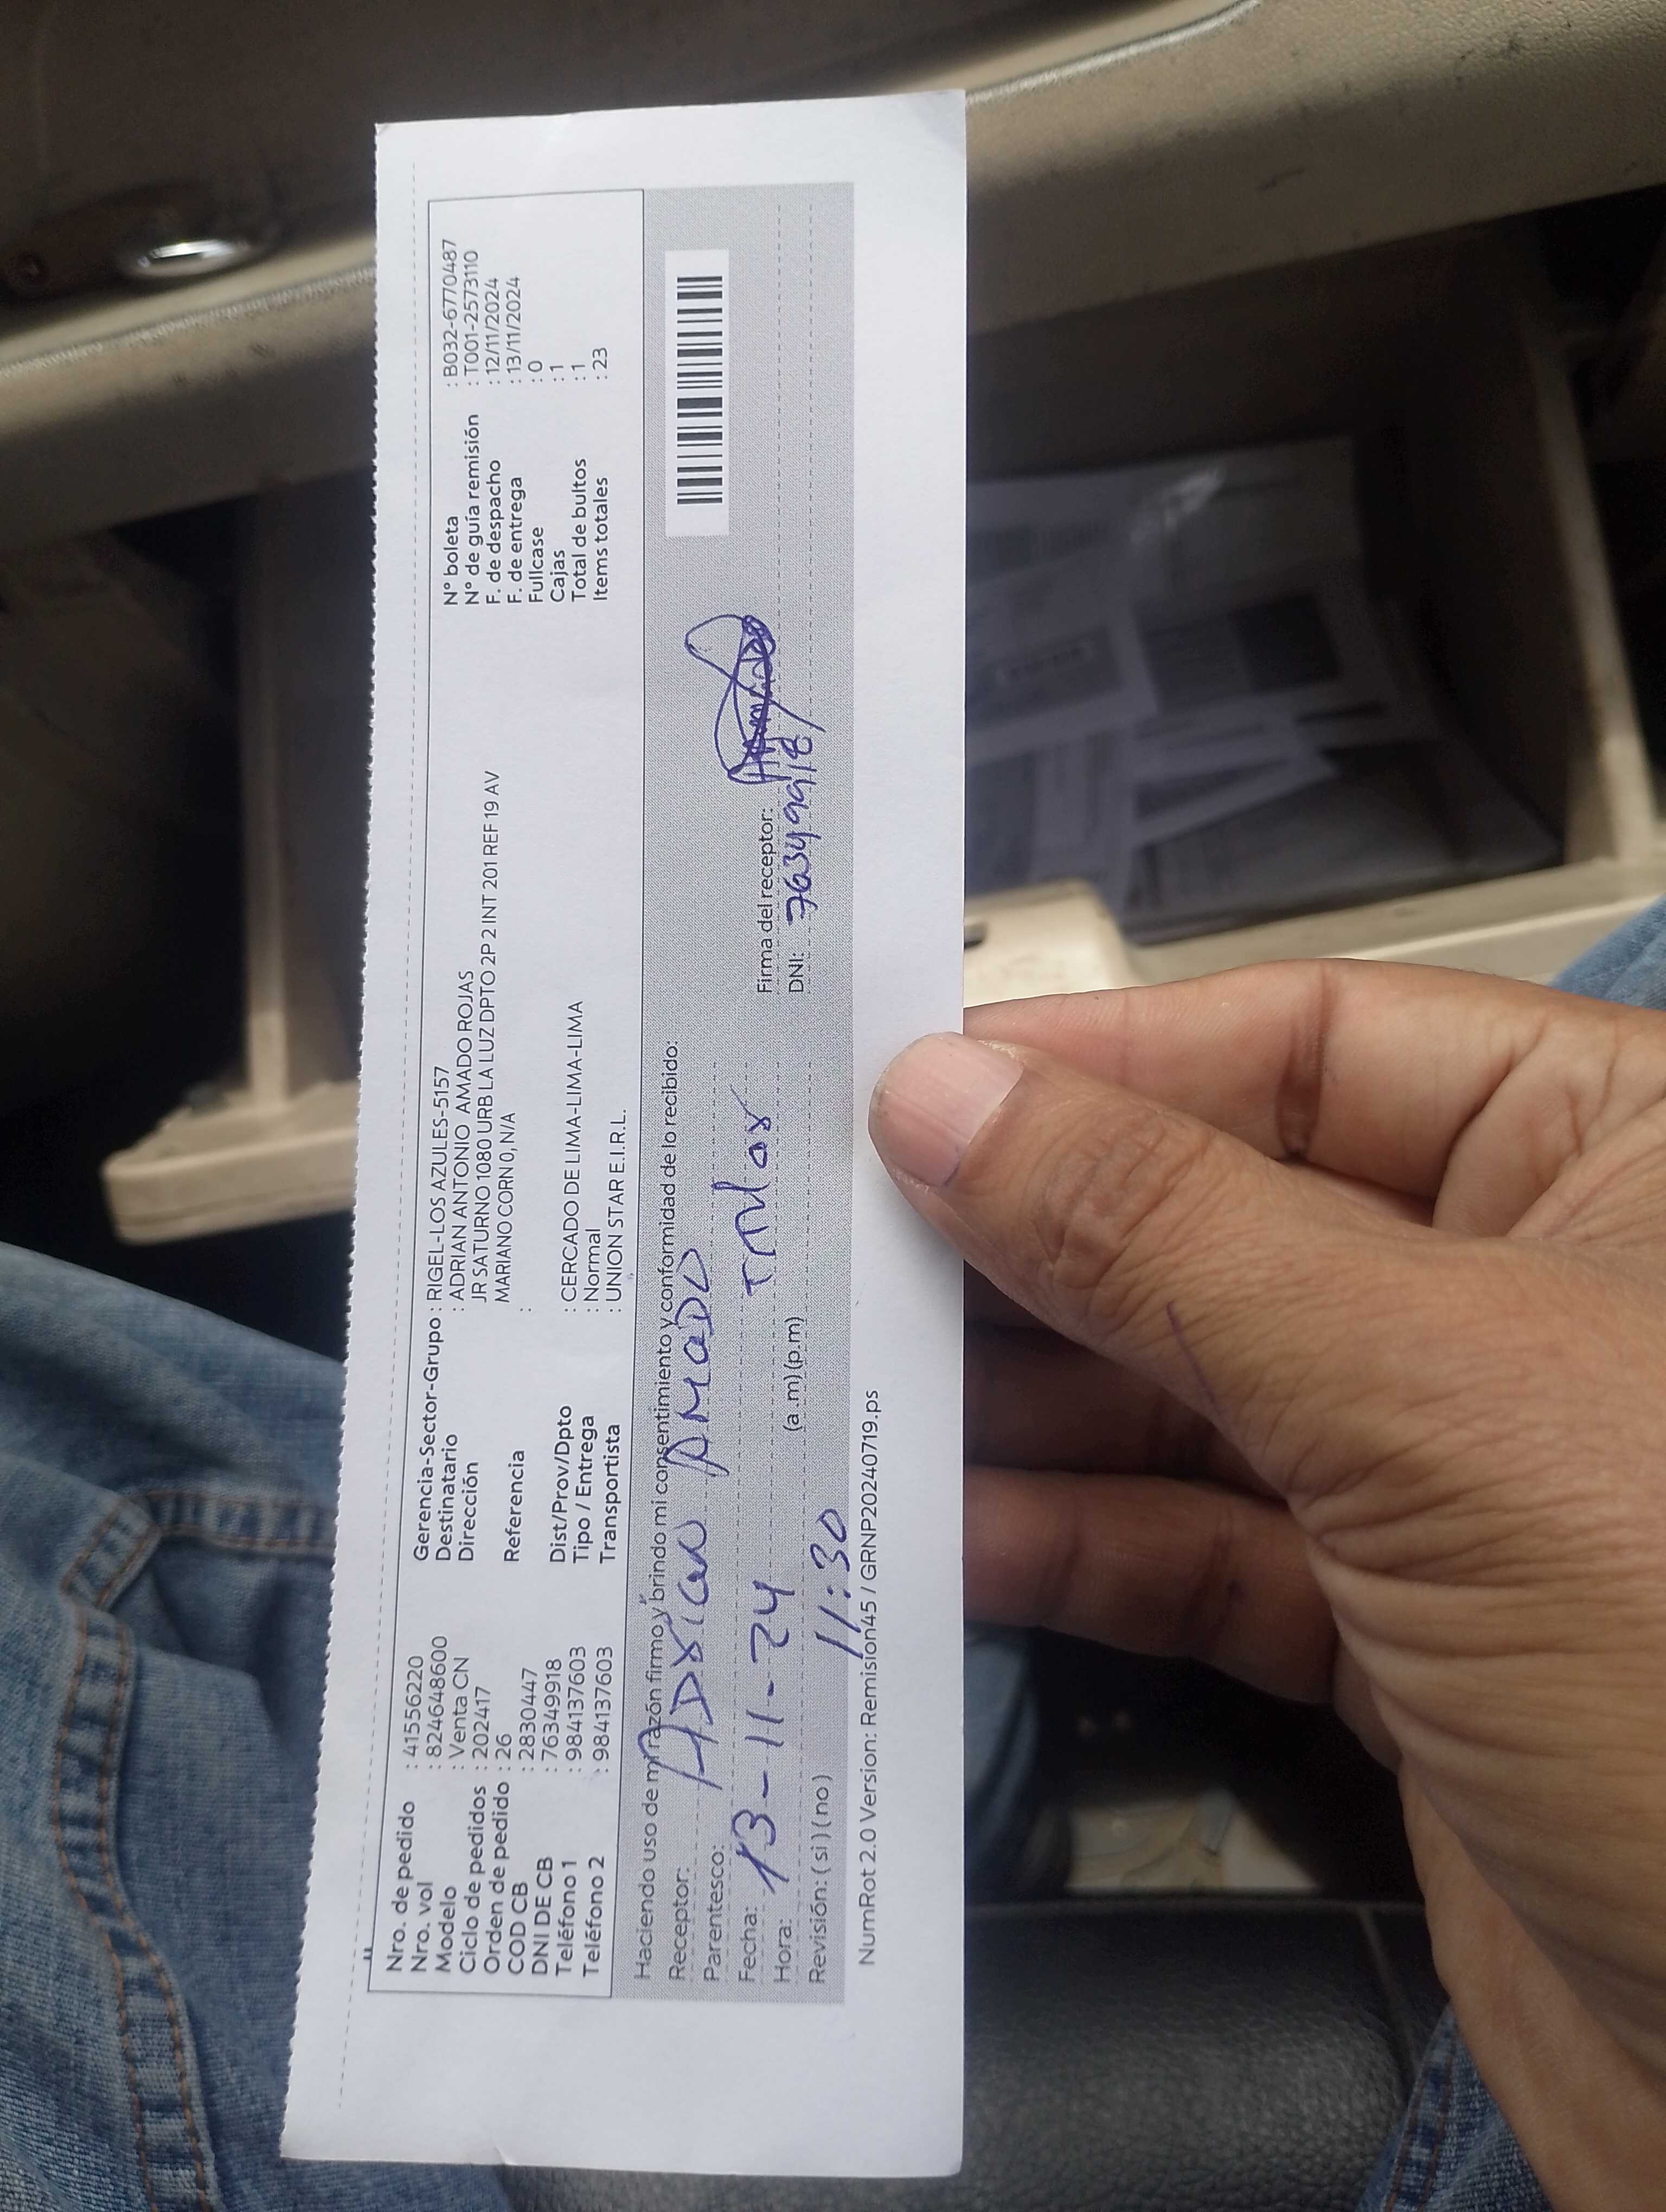 Nro. de pedido : 41556220
Nro. vol : 824648600
Modelo : Venta CN
Ciclo de pedidos : 202417
Orden de pedido : 26
COD CB : 2830447
DNI DE CB : 76349918
Teléfono 1 : 984137603
Teléfono 2 : 984137603
Gerencia-Sector-Grupo : RIGEL-LOS AZULES-5157
Destinatario : ADRIAN ANTONIO AMADO ROJAS
Dirección JR SATURNO 1080 URB LA LUZ DPTO 2P 2 INT 201 REF 19 AV
MARIANO CORN 0, N/A
Referencia :
Dist/Prov/Dpto : CERCADO DE LIMA-LIMA-LIMA
Tipo / Entrega : Normal
Transportista : UNION STAR E.I.R.L.
N° boleta : B032-6770487
N° de guía remisión : T001-2573110
F. de despacho : 12/11/2024
F. de entrega : 13/11/2024
Fullcase : 0
Cajas : 1
Total de bultos : 1
Items totales : 23
Haciendo uso de mi razón firmo y brindo mi consentimiento y conformidad de lo recibido:
Receptor: ADrian AMaDO
Parentesco: Titular
Fecha: 13-11-24
Hora: 11:30 (a.m) (p.m)
Revisión: ( si ) ( no )
Firma del receptor:
DNI: 76349918
NumRot 2.0 Version: Remision45 / GRNP20240719.ps